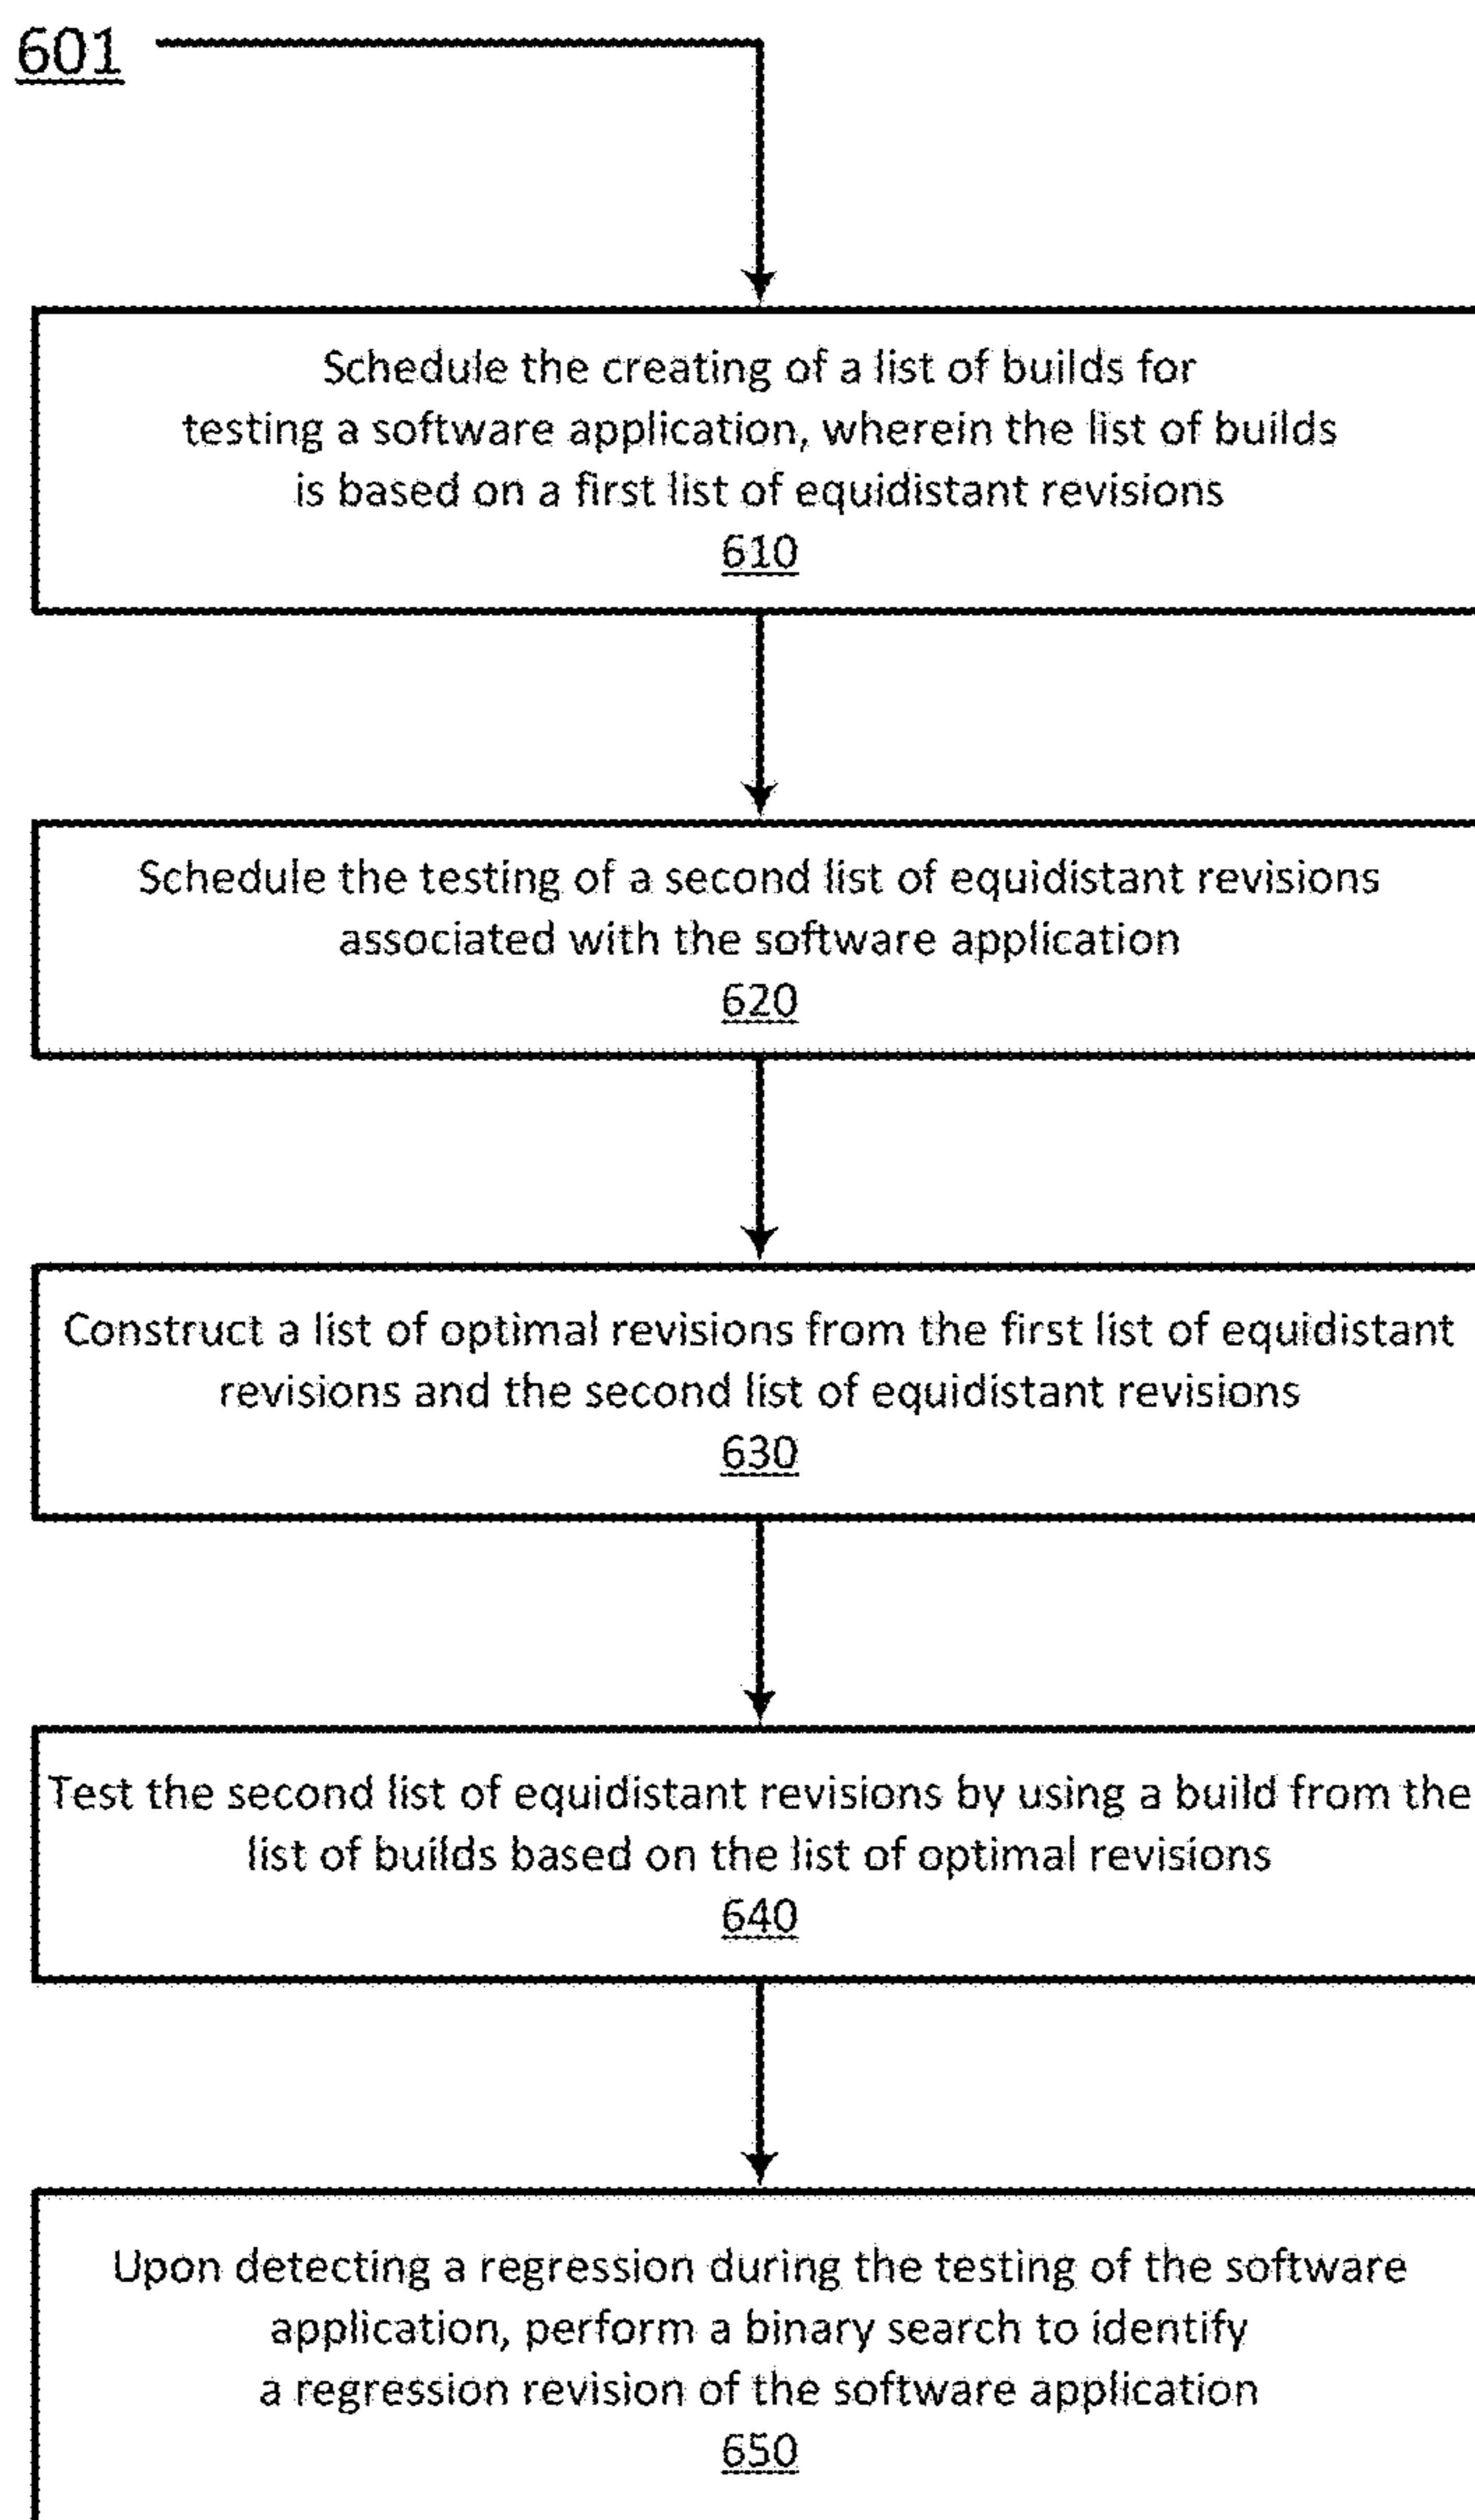 601
Schedule the creating of a list of builds for
testing a software application, wherein the list of builds
is based on a first list of equidistant revisions
610
Schedule the testing of a second list of equidistant revisions
associated with the software application
620
Construct a list of optimal revisions from the first list of equidistant
revisions and the second list of equidistant revisions
630
Test the second list of equidistant revisions by using a build from the
list of builds based on the list of optimal revisions
640
Upon detecting a regression during the testing of the software
application, perform a binary search to identify
a regression revision of the software application
650